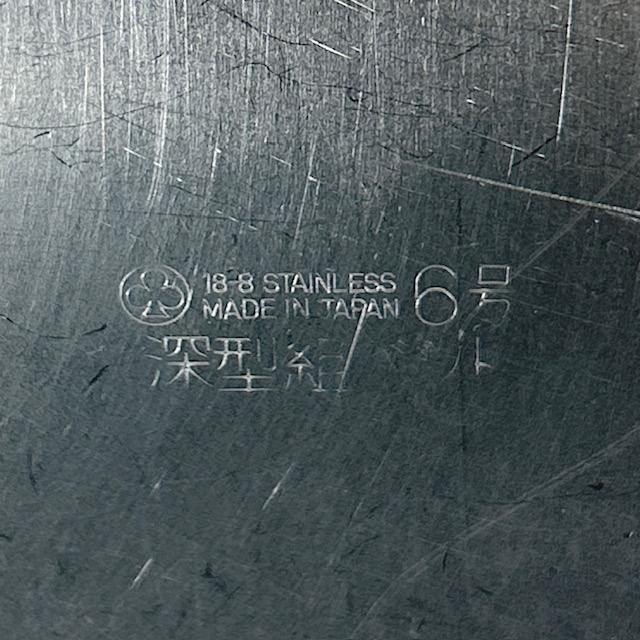 18-8 STAINLESS
MADE IN JAPAN
6号
深型組